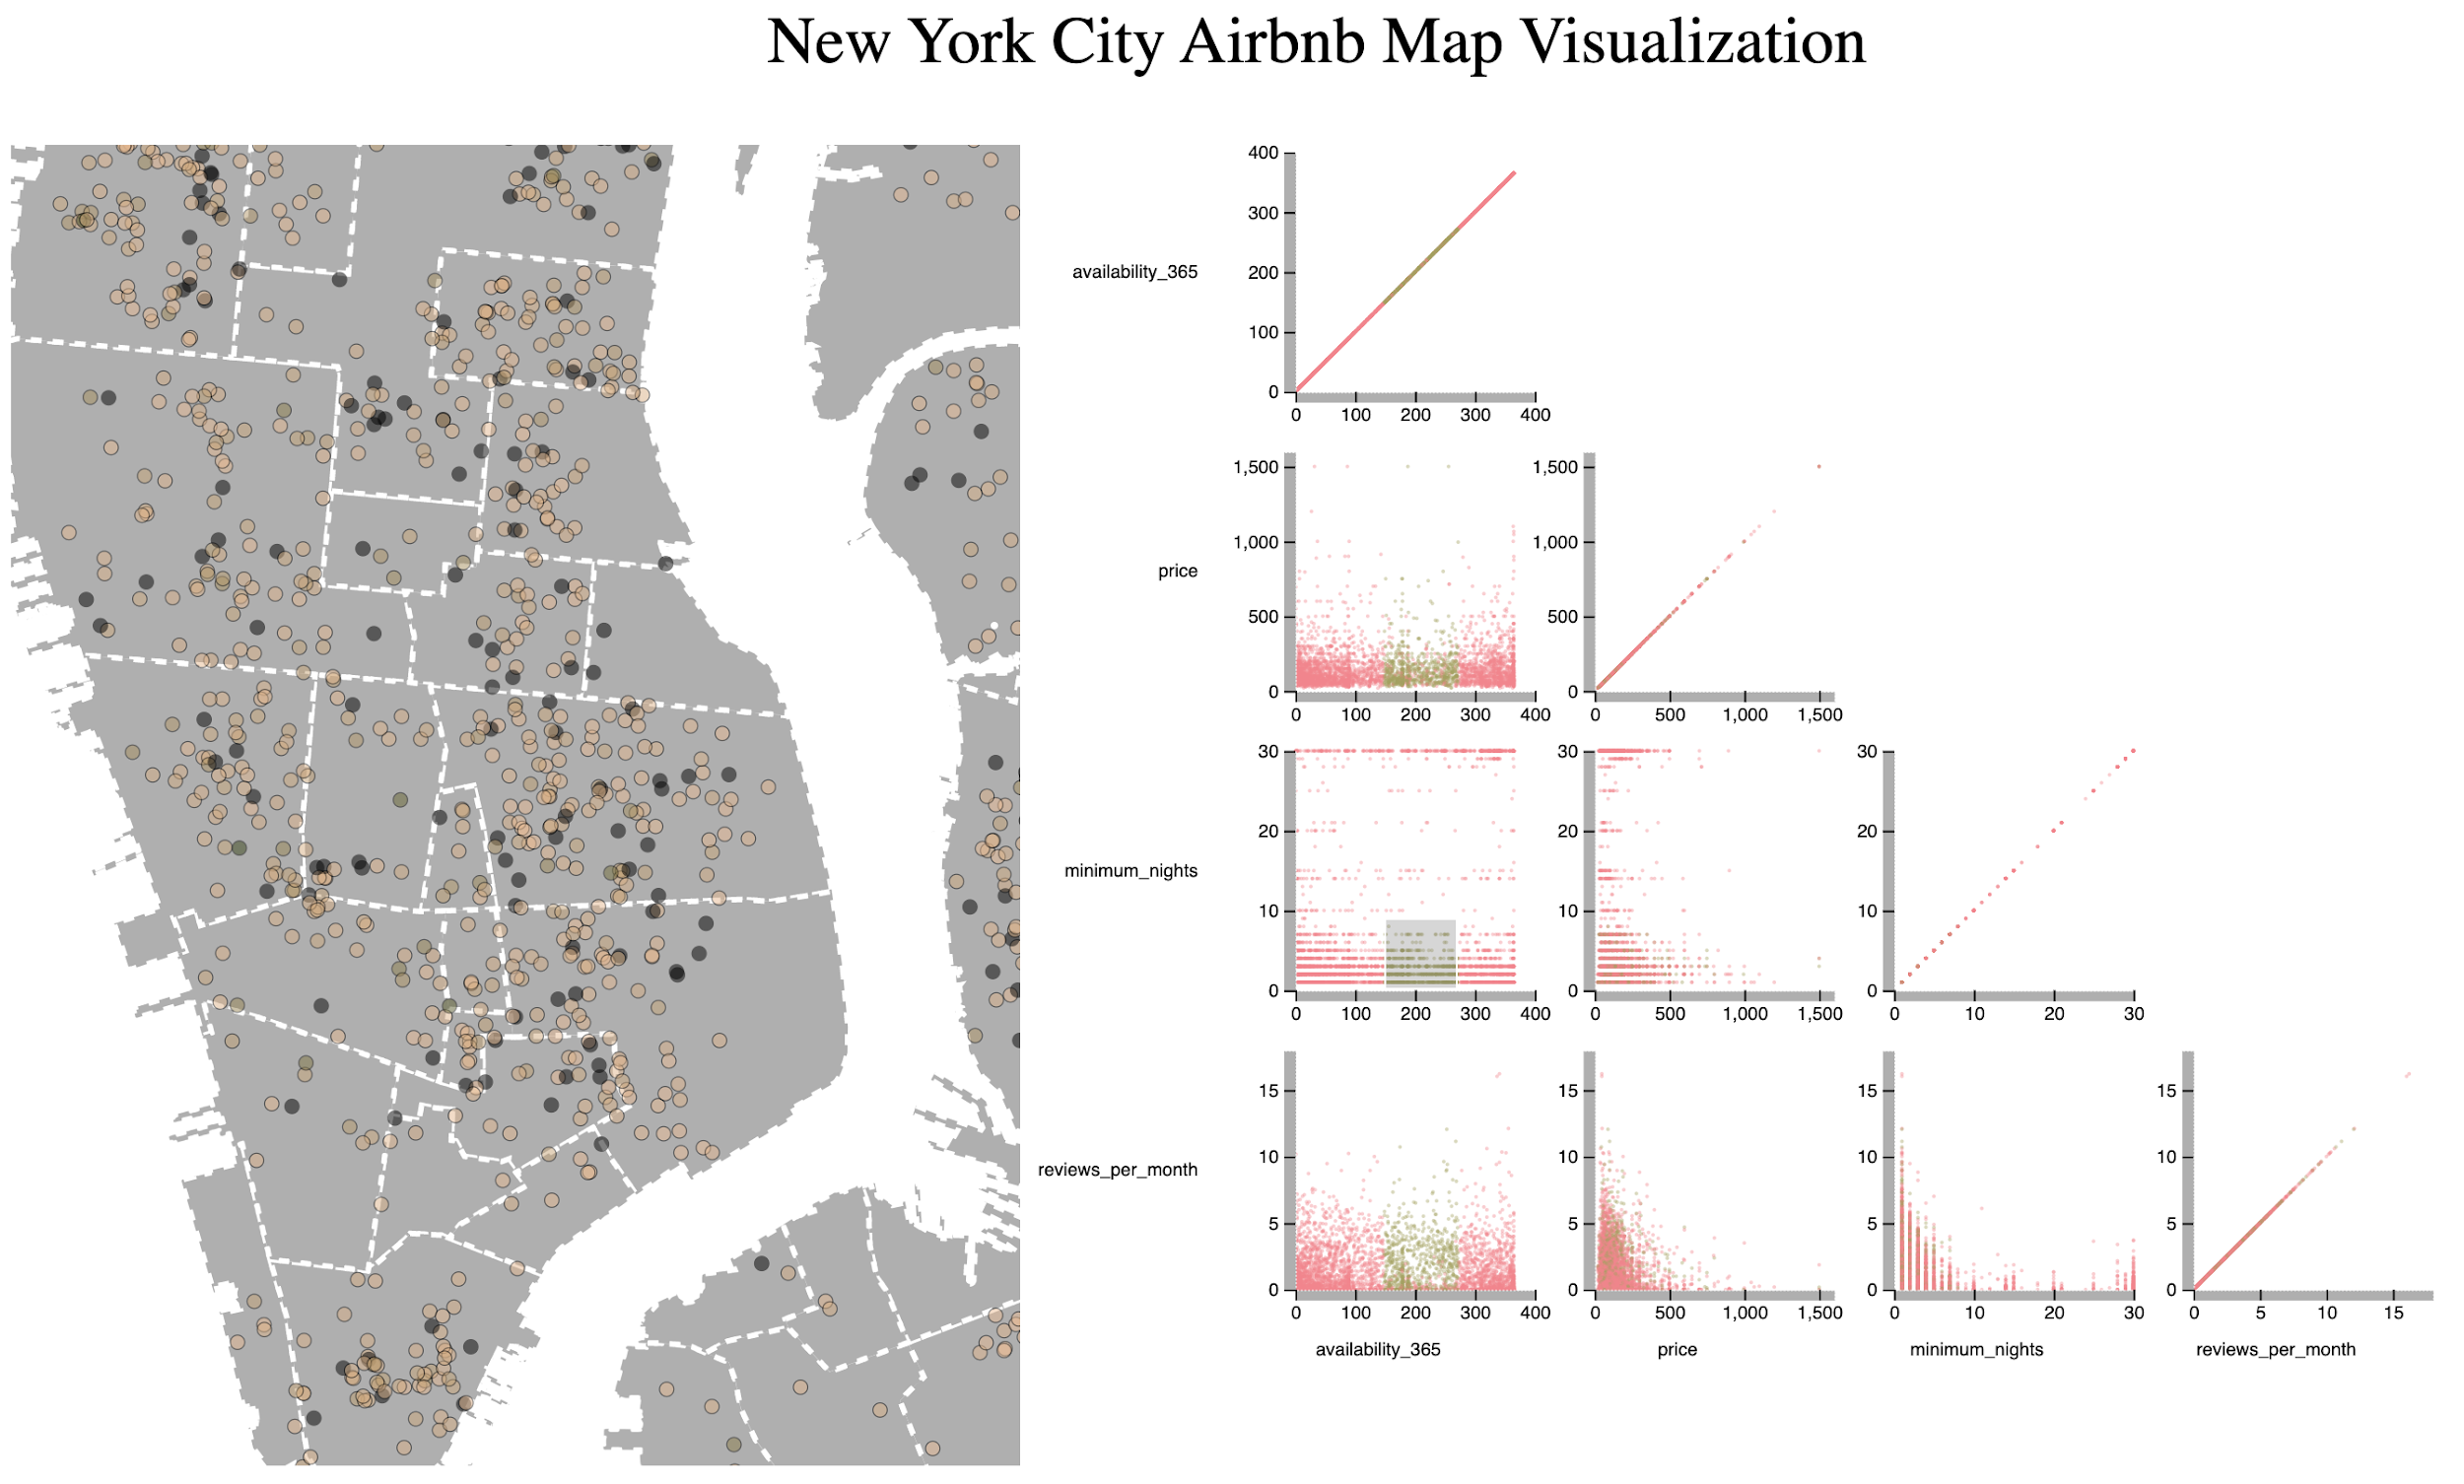 New York City Airbnb Map Visualization
400
300
availability_365
200
100
0
0 100 200 300 400
1,500 1,500
1,000 1,000
price
500 500
0 0
0 100 200 300 400 0 500 1,000 1,500
30 30 30
20 20 20
minimum_nights
10 10 10
0 0 0
0 100 200 300 400 0 500 1,000 1,500 0 10 20 30
15 15 15 15
10 10 10 10
reviews_per_month
5 5 5 5
0 0 0 0
0 100 200 300 400 0 500 1,000 1,500 0 10 20 30 0 5 10 15
availability_365 price minimum_nights reviews_per_month